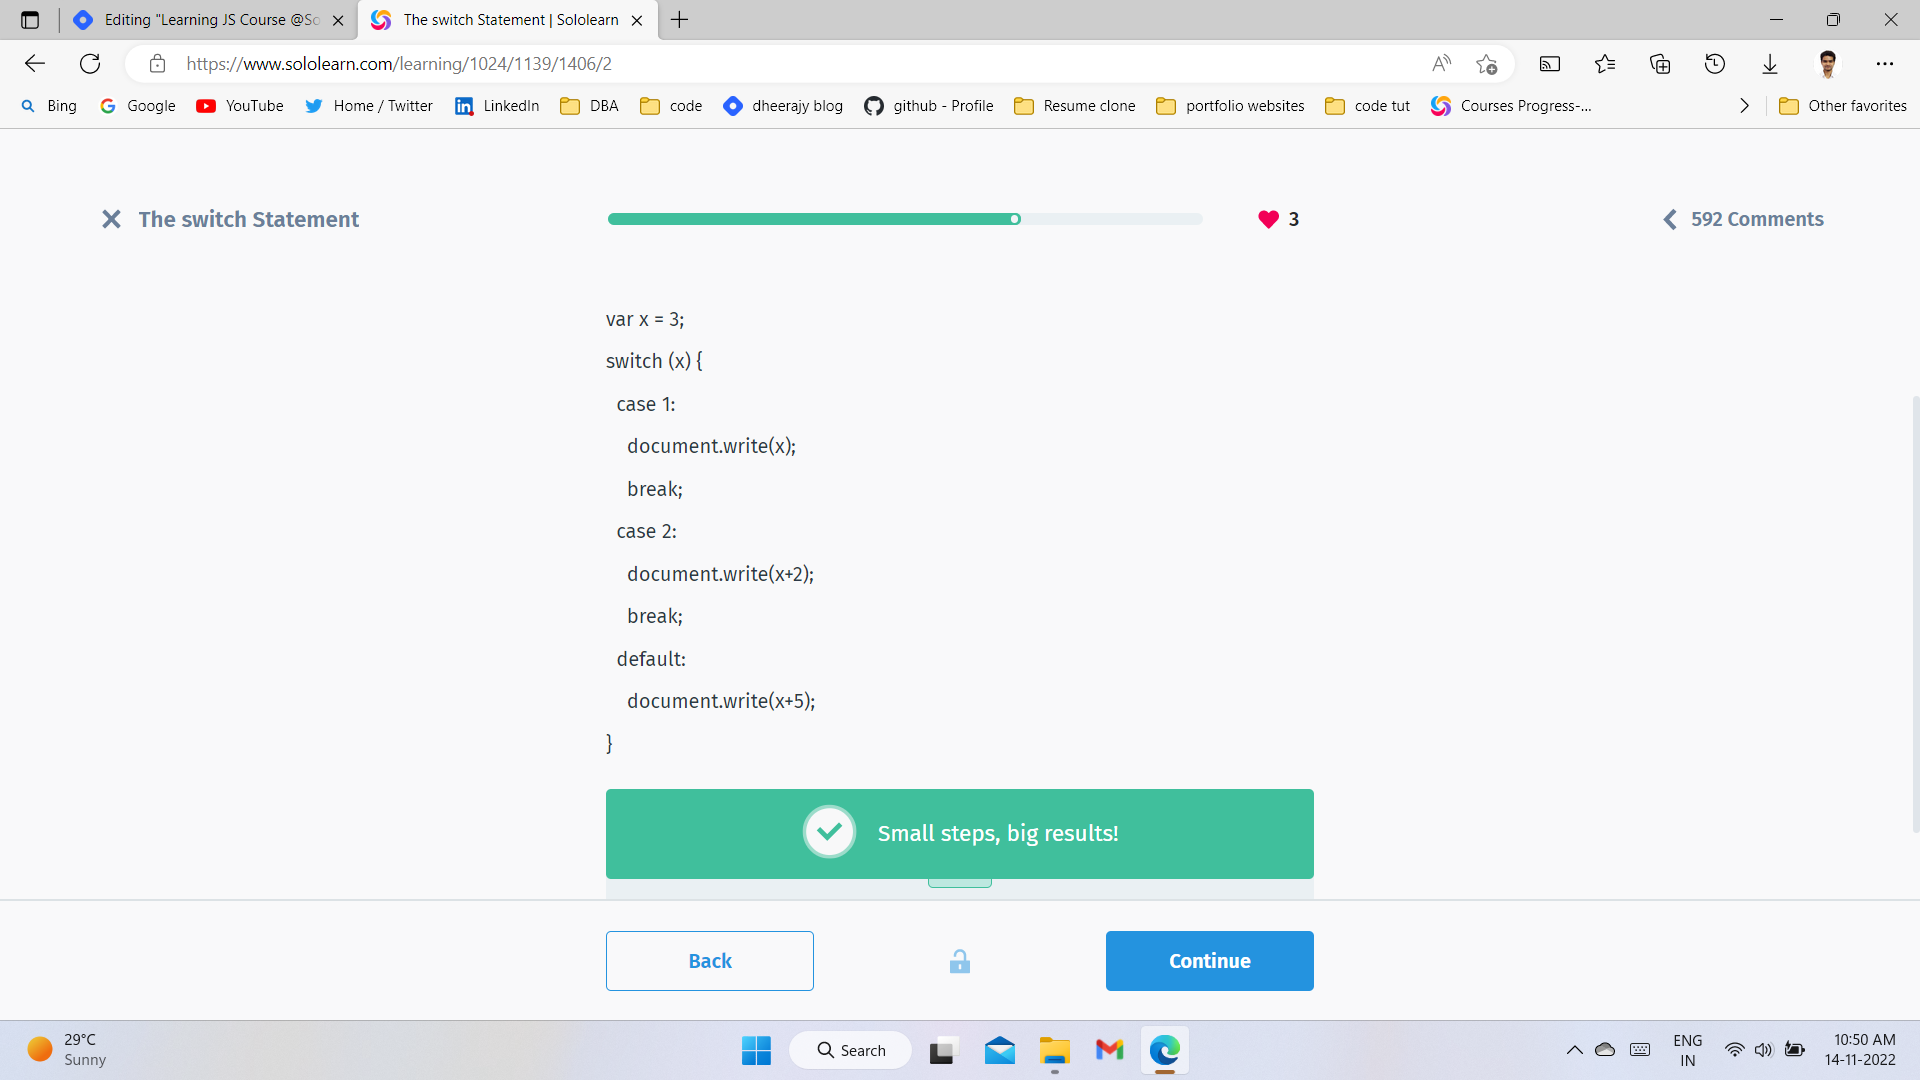 Editing "Learning JS Course @So
The switch Statement | Sololearn
https://www.sololearn.com/learning/1024/1139/1406/2
Bing
Google
YouTube
Home / Twitter
LinkedIn
DBA
code
dheerajy blog
github - Profile
Resume clone
portfolio websites
code tut
Courses Progress-...
Other favorites
The switch Statement
3
592 Comments
var x = 3;
switch (x) {
case 1:
document.write(x);
break;
case 2:
document.write(x+2);
break;
default:
document.write(x+5);
}
Small steps, big results!
Back
Continue
29°C
Sunny
Search
ENG
IN
10:50 AM
14-11-2022